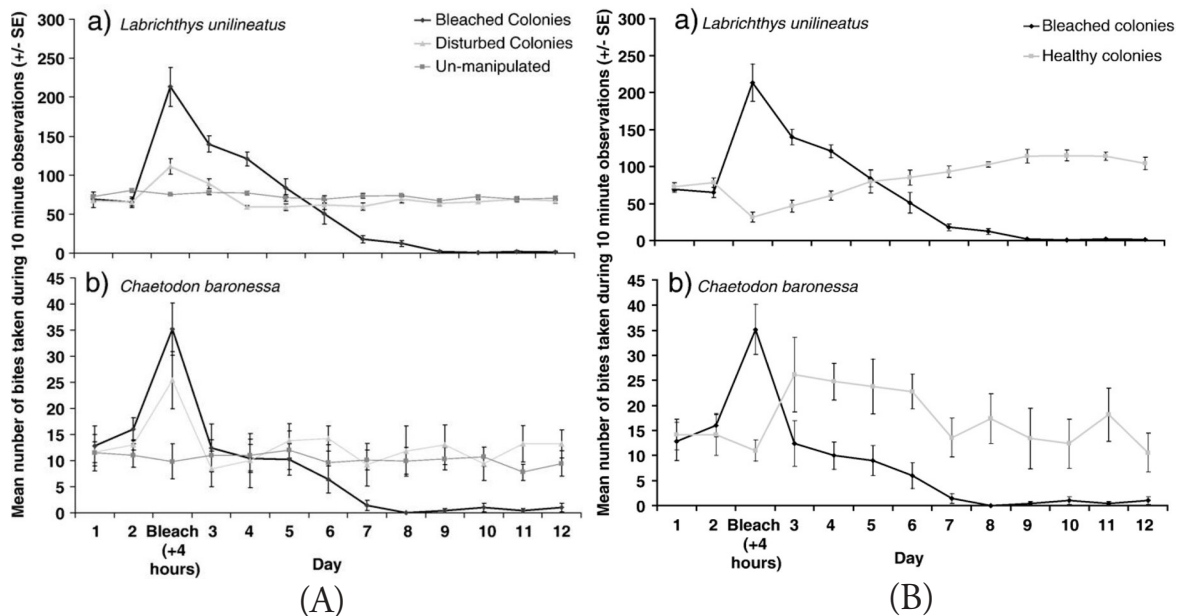 Mean number of bites taken during 10 minute observations (+/- SE)
a) Labrichthys unilineatus
Bleached Colonies
Disturbed Colonies
Un-manipulated
300
250
200
150
100
50
0
b) Chaetodon baronessa
45
40
35
30
25
20
15
10
5
0
1 2 Bleach 3 4 5 6 7 8 9 10 11 12
(+4
hours)
Day
(A)
Mean number of bites taken during 10 minute observations (+/- SE)
a) Labrichthys unilineatus
Bleached colonies
Healthy colonies
300
250
200
150
100
50
0
b) Chaetodon baronessa
45
40
35
30
25
20
15
10
5
0
1 2 Bleach 3 4 5 6 7 8 9 10 11 12
(+4
hours)
Day
(B)